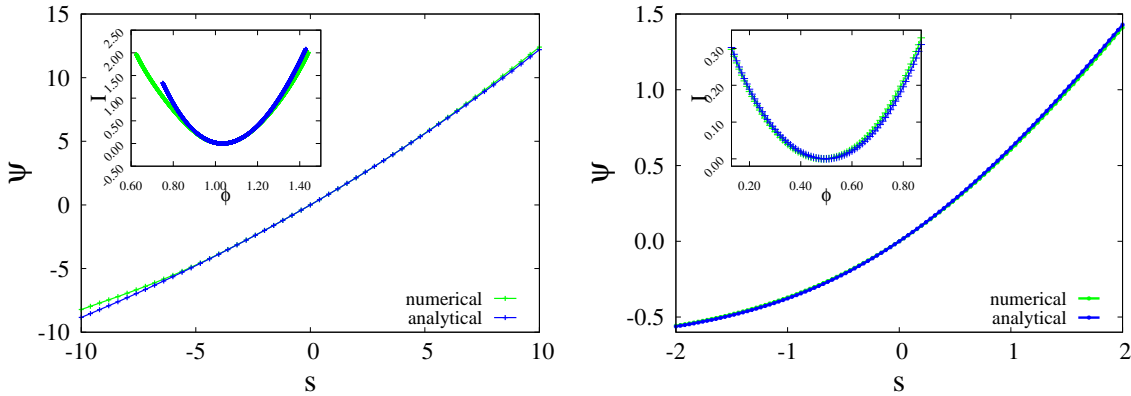 15
10
5
0
-5
-10
-10 -5 0 5 10
ψ
s
numerical
analytical
2.50
2.00
1.50
1.00
0.50
0.00
-0.50
0.60 0.80 1.00 1.20 1.40
I
ϕ
1.5
1.0
0.5
0.0
-0.5
-2 -1 0 1 2
ψ
s
numerical
analytical
0.30
0.20
0.10
0.00
0.40 0.60 0.80
I
ϕ